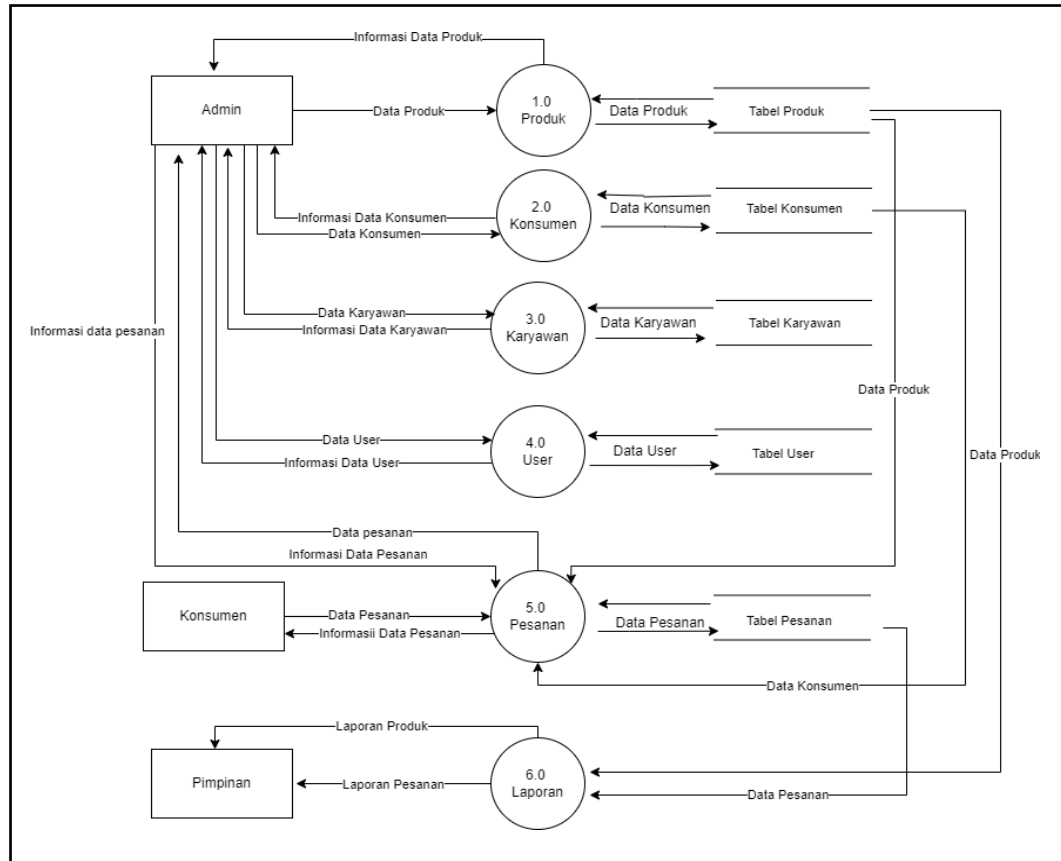 Informasi Data Produk
Admin
Data Produk
1.0
Produk
Data Produk
Tabel Produk
2.0
Konsumen
Informasi Data Konsumen
Data Konsumen
Data Konsumen
Tabel Konsumen
Data Karyawan
Informasi Data Karyawan
3.0
Karyawan
Data Karyawan
Tabel Karyawan
Informasi data pesanan
Data Produk
Data User
Informasi Data User
4.0
User
Data User
Tabel User
Data Produk
Data pesanan
Informasi Data Pesanan
Konsumen
Data Pesanan
Informasii Data Pesanan
5.0
Pesanan
Data Pesanan
Tabel Pesanan
Data Konsumen
Laporan Produk
Pimpinan
Laporan Pesanan
6.0
Laporan
Data Pesanan